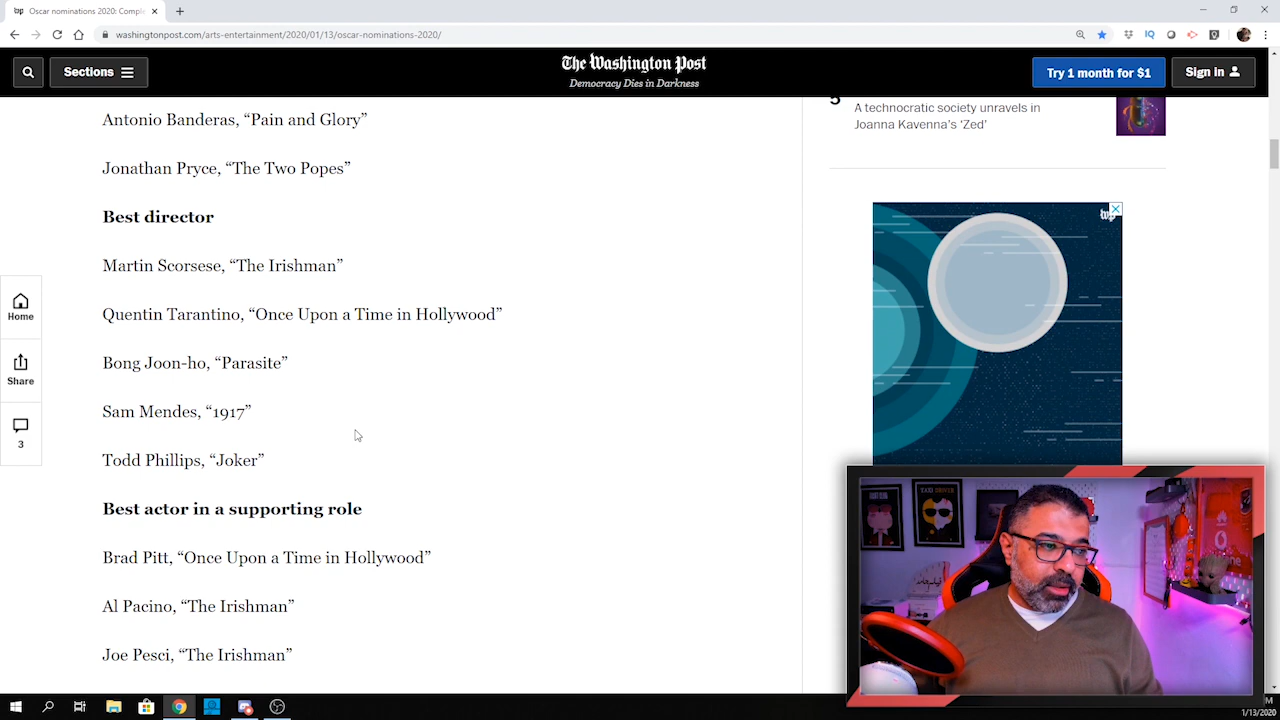 Oscar nominations 2020: Comple
washingtonpost.com/arts-entertainment/2020/01/13/oscar-nominations-2020/
Sections
The Washington Post
Democracy Dies in Darkness
Try 1 month for $1
Sign in
Antonio Banderas, “Pain and Glory”
Jonathan Pryce, “The Two Popes”
Best director
Martin Scorsese, “The Irishman”
Quentin Tarantino, “Once Upon a Time in Hollywood”
Bong Joon-ho, “Parasite”
Sam Mendes, “1917”
Todd Phillips, “Joker”
Best actor in a supporting role
Brad Pitt, “Once Upon a Time in Hollywood”
Al Pacino, “The Irishman”
Joe Pesci, “The Irishman”
Home
Share
3
5
A technocratic society unravels in
Joanna Kavenna’s ‘Zed’
wp
TAXI DRIVER
M
1/13/2020